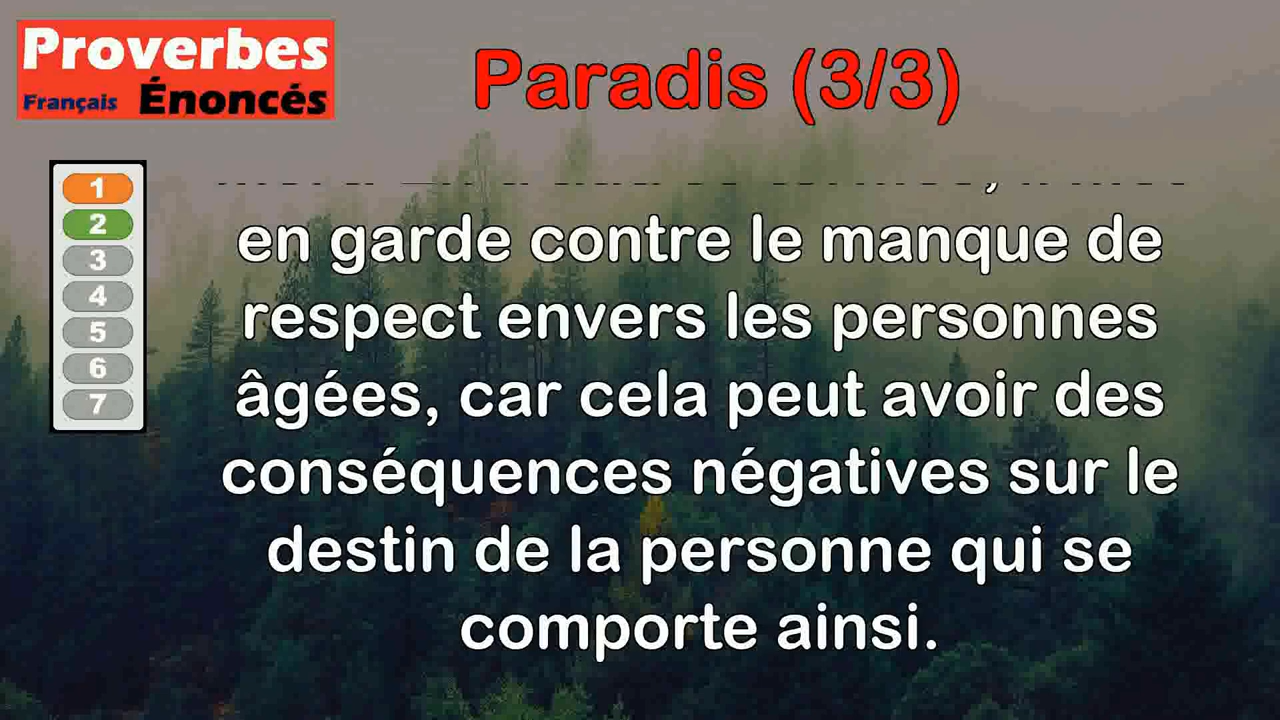 Proverbes
Français Énoncés
Paradis (3/3)
1
2
3
4
5
6
7
en garde contre le manque de
respect envers les personnes
âgées, car cela peut avoir des
conséquences négatives sur le
destin de la personne qui se
comporte ainsi.